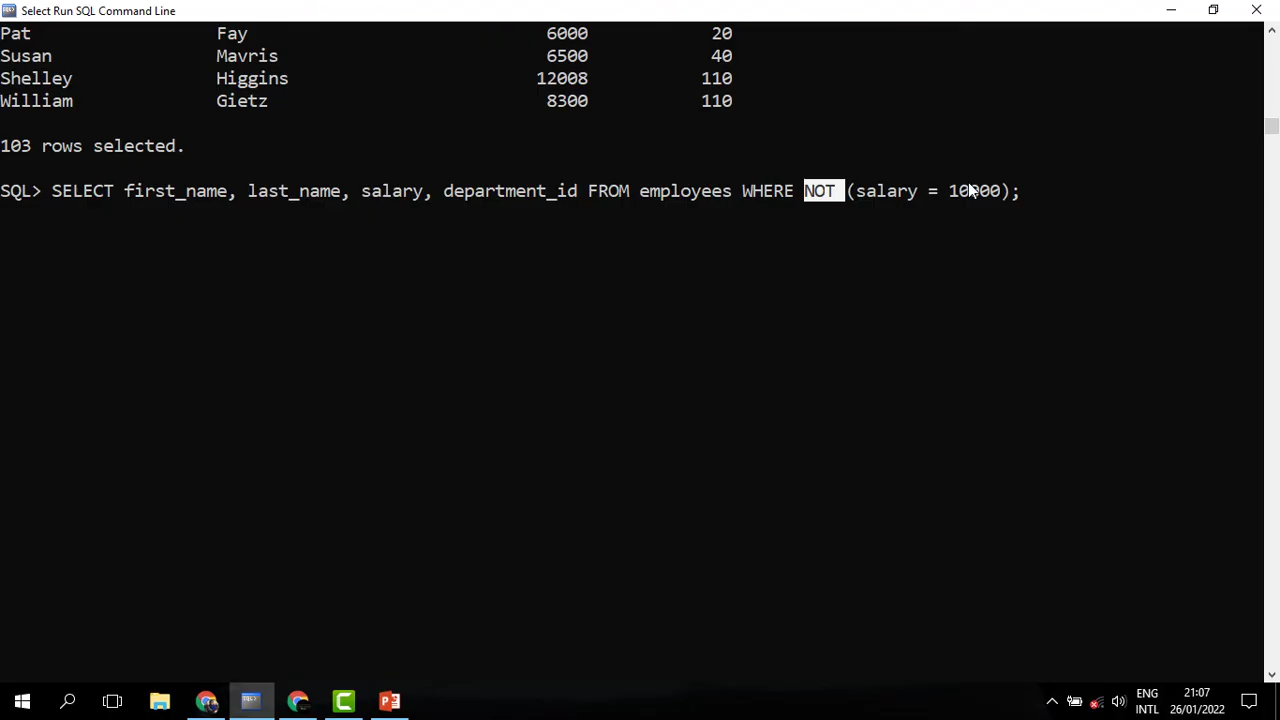 Select Run SQL Command Line
Pat Fay 6000 20
Susan Mavris 6500 40
Shelley Higgins 12008 110
William Gietz 8300 110
103 rows selected.
SQL> SELECT first_name, last_name, salary, department_id FROM employees WHERE NOT (salary = 10000);
ENG
INTL
21:07
26/01/2022